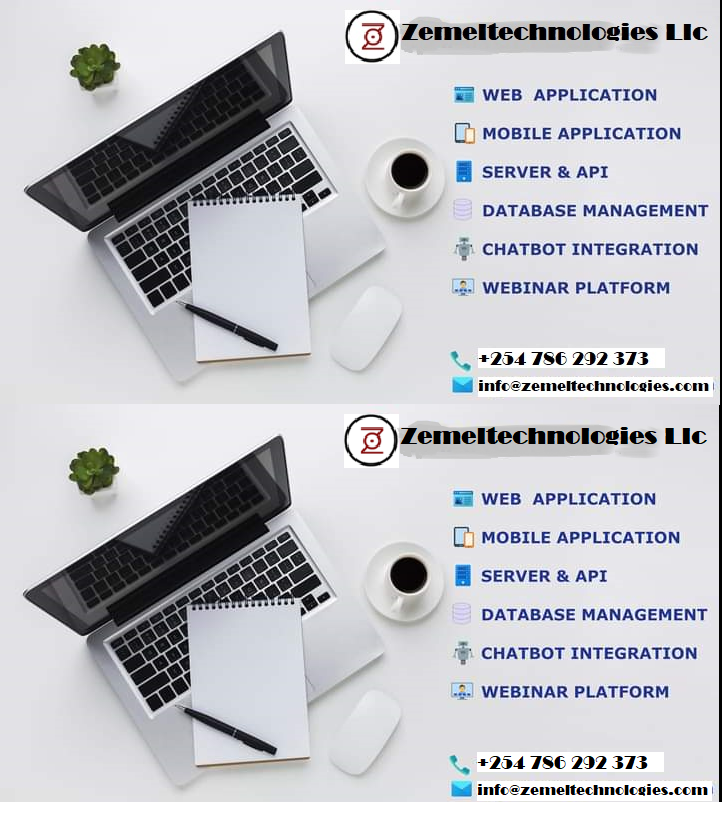 Zemeltechnologies Llc
WEB APPLICATION
MOBILE APPLICATION
SERVER & API
DATABASE MANAGEMENT
CHATBOT INTEGRATION
WEBINAR PLATFORM
+254 786 292 373
info@zemeltechnologies.com
Zemeltechnologies Llc
WEB APPLICATION
MOBILE APPLICATION
SERVER & API
DATABASE MANAGEMENT
CHATBOT INTEGRATION
WEBINAR PLATFORM
+254 786 292 373
info@zemeltechnologies.com